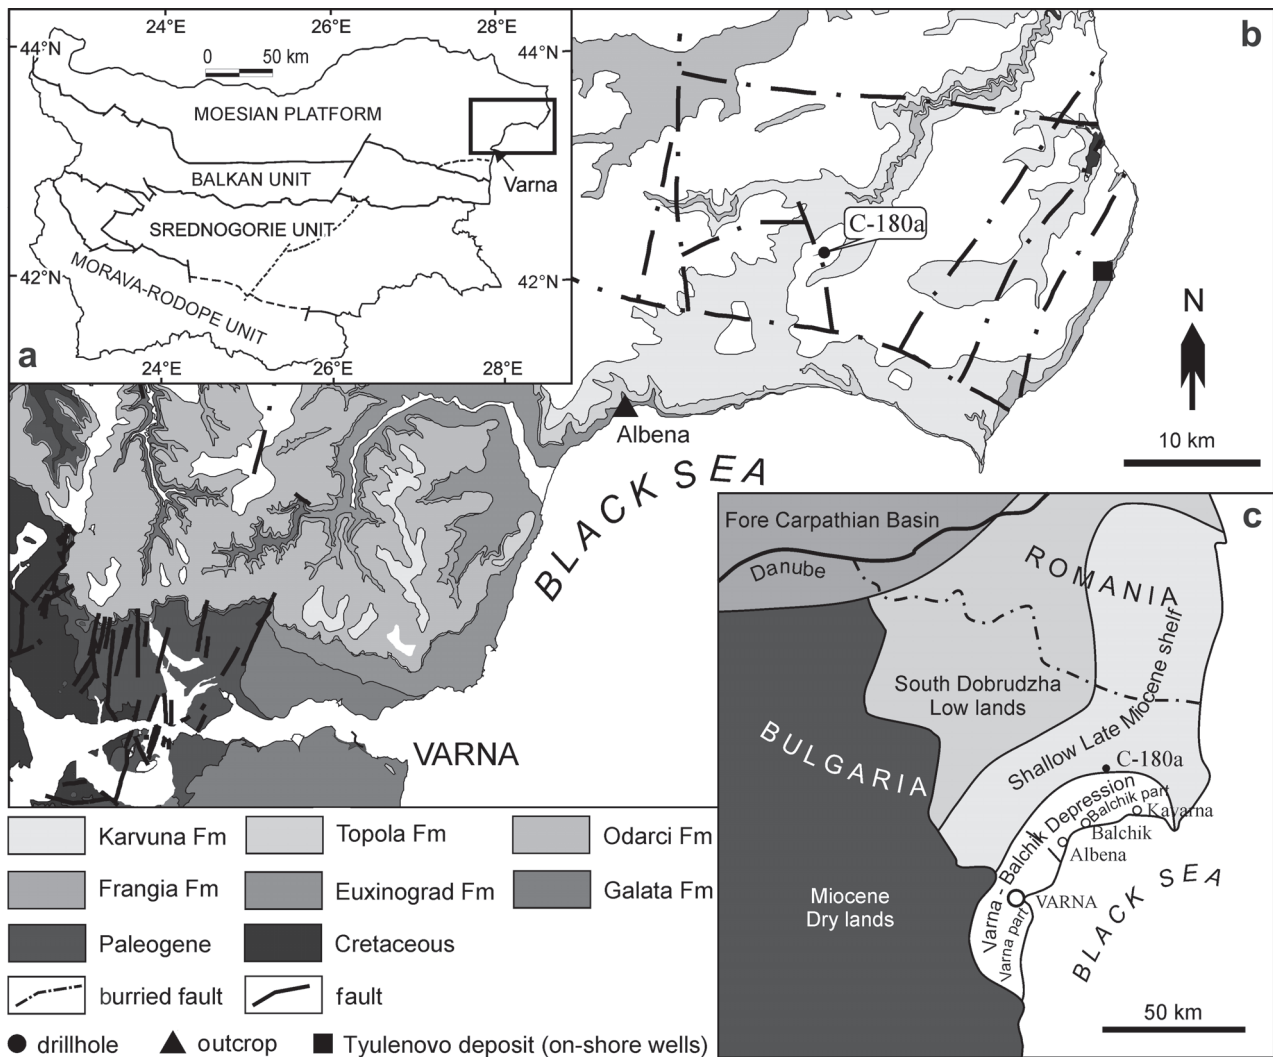 24°E
26°E
28°E
44°N
44°N
0
50 km
MOESIAN PLATFORM
BALKAN UNIT
Varna
SREDNOGORIE UNIT
42°N
42°N
MORAVA-RODOPE UNIT
a
24°E
26°E
28°E
b
C-180a
N
10 km
Albena
BLACK SEA
VARNA
c
Fore Carpathian Basin
Danube
ROMANIA
South Dobrudzha
Low lands
Shallow Late Miocene shelf
BULGARIA
C-180a
Varna - Balchik Depression
Balchik part
Kavarna
Balchik
Albena
VARNA
Varna part
Miocene
Dry lands
BLACK SEA
50 km
Karvuna Fm
Topola Fm
Odarci Fm
Frangia Fm
Euxinograd Fm
Galata Fm
Paleogene
Cretaceous
burried fault
fault
drillhole
outcrop
Tyulenovo deposit (on-shore wells)